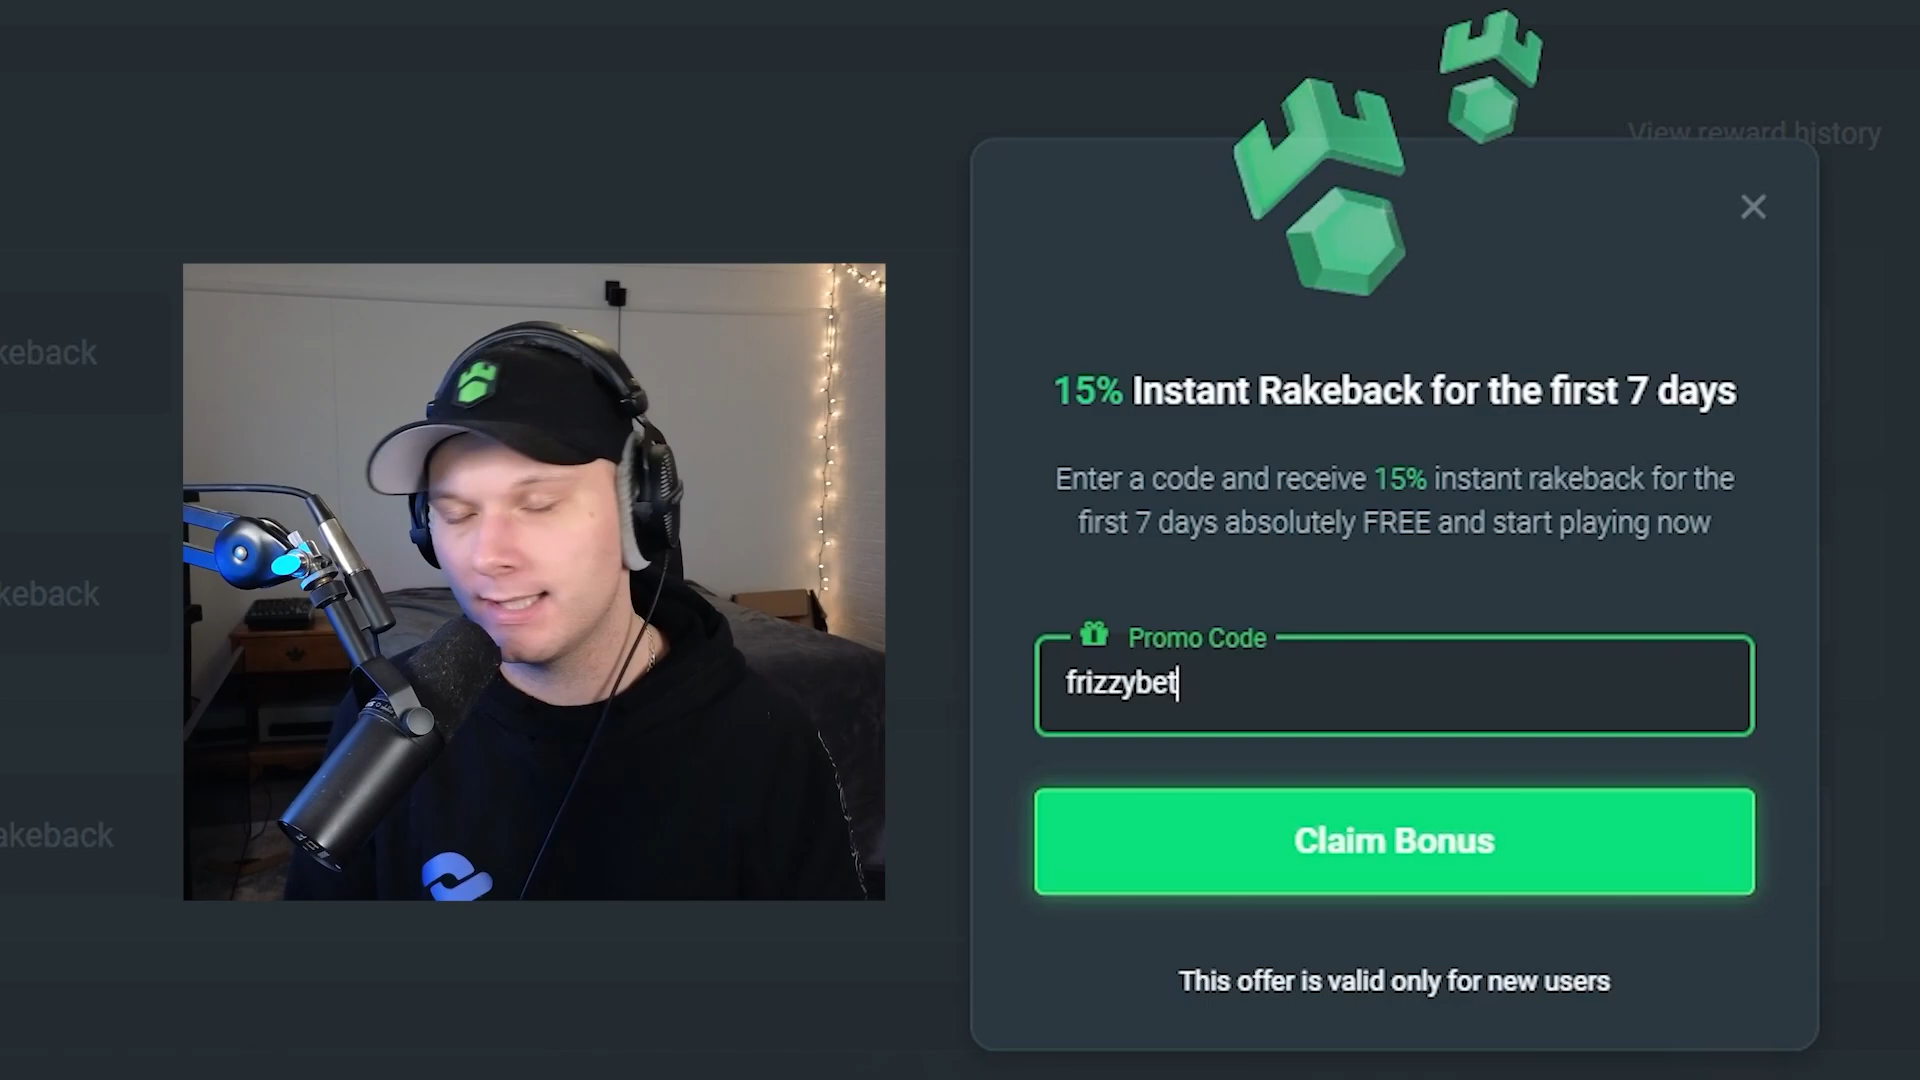 View reward history
keback
keback
akeback
15% Instant Rakeback for the first 7 days
Enter a code and receive 15% instant rakeback for the
first 7 days absolutely FREE and start playing now
Promo Code
frizzybet
Claim Bonus
This offer is valid only for new users